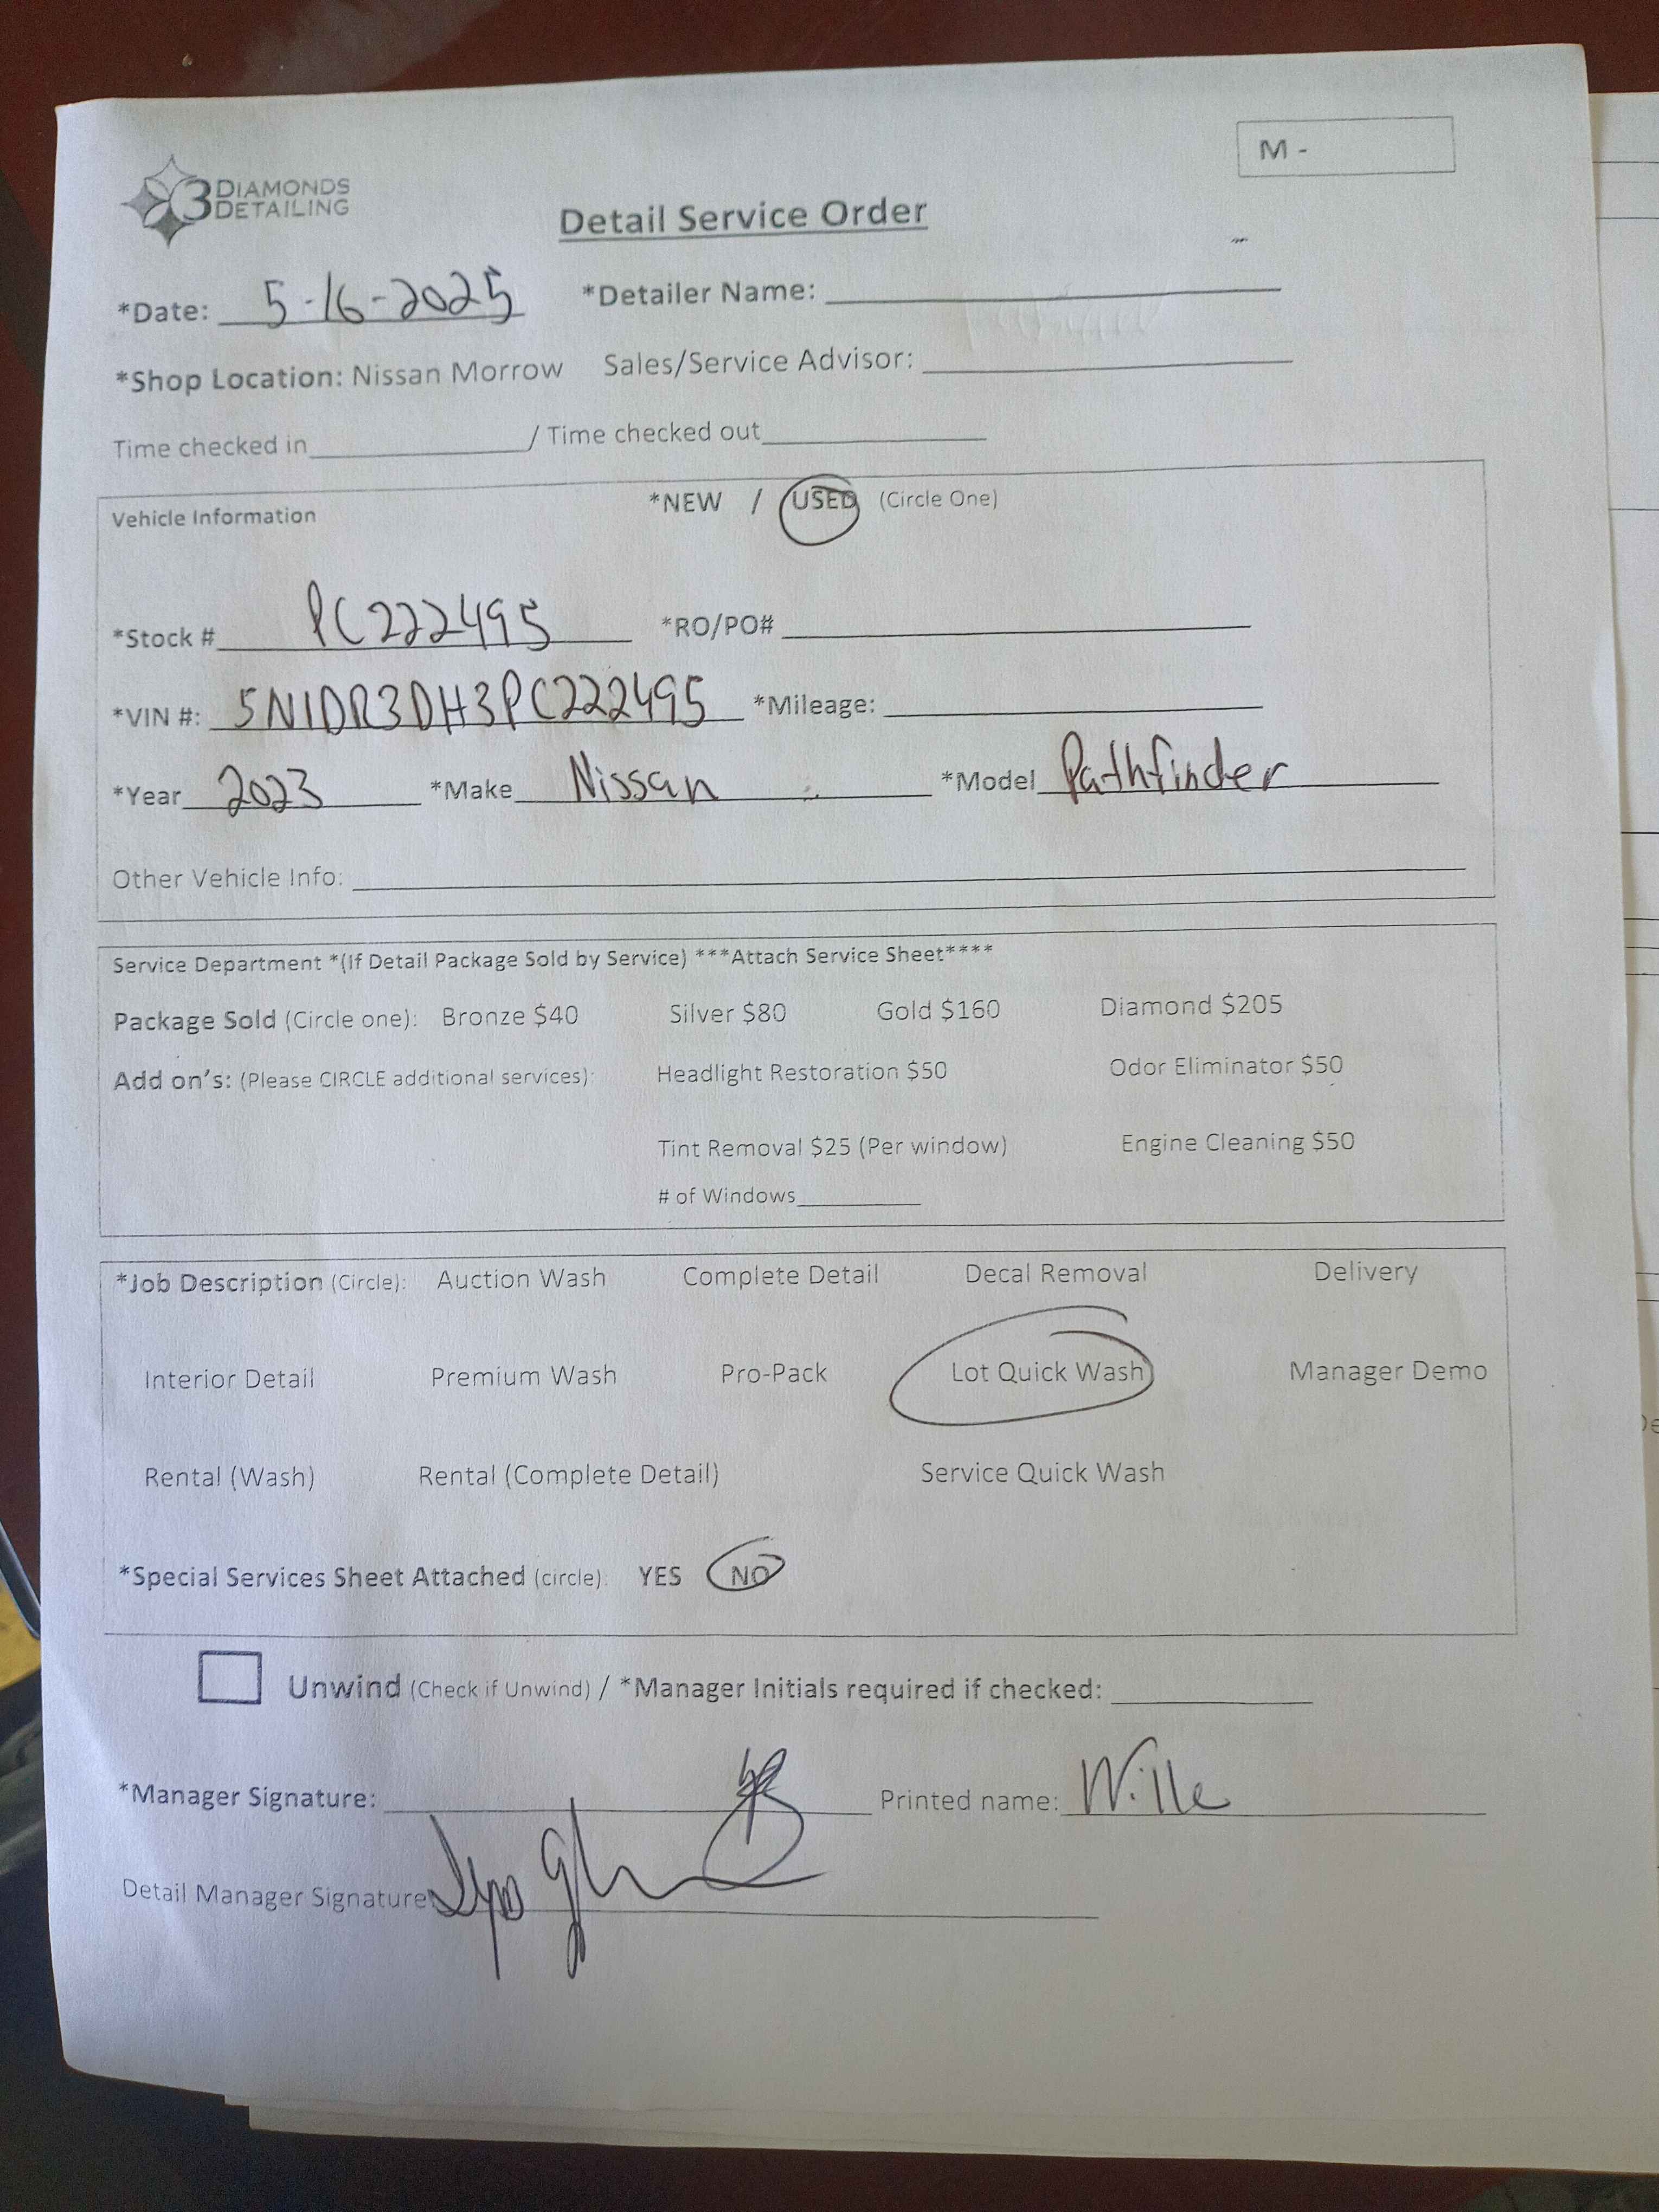 3 DIAMONDS DETAILING
M -
Detail Service Order
*Date: 5-16-2025 *Detailer Name:
*Shop Location: Nissan Morrow Sales/Service Advisor:
Time checked in / Time checked out
Vehicle Information *NEW / USED (Circle One)
*Stock # PC222495 *RO/PO#
*VIN #: 5N1DR3DH3PC222495 *Mileage:
*Year 2023 *Make Nissan *Model Pathfinder
Other Vehicle Info:
Service Department *(If Detail Package Sold by Service) ***Attach Service Sheet****
Package Sold (Circle one): Bronze $40 Silver $80 Gold $160 Diamond $205
Add on's: (Please CIRCLE additional services): Headlight Restoration $50 Odor Eliminator $50
Tint Removal $25 (Per window) Engine Cleaning $50
# of Windows
*Job Description (Circle): Auction Wash Complete Detail Decal Removal Delivery
Interior Detail Premium Wash Pro-Pack Lot Quick Wash Manager Demo
Rental (Wash) Rental (Complete Detail) Service Quick Wash
*Special Services Sheet Attached (circle): YES NO
Unwind (Check if Unwind) / *Manager Initials required if checked:
*Manager Signature: Printed name: Wille
Detail Manager Signature